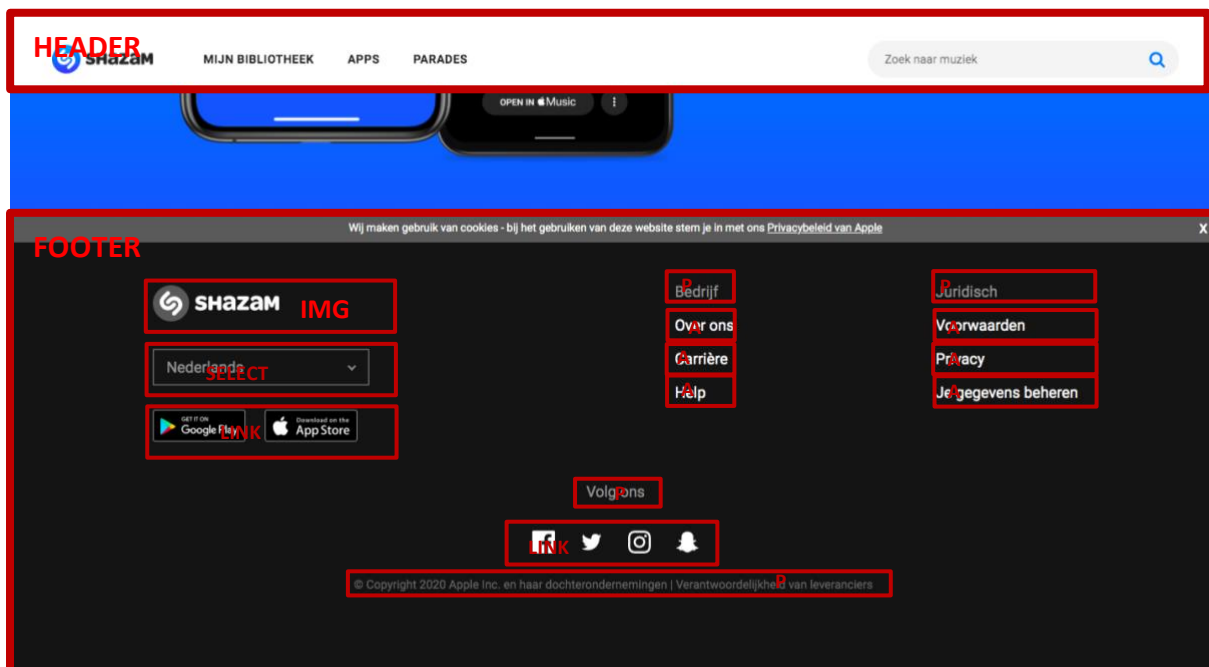 HEADER
SHAZAM MIJN BIBLIOTHEEK APPS PARADES Zoek naar muziek
OPEN IN Music
Wij maken gebruik van cookies - bij het gebruiken van deze website stem je in met ons Privacybeleid van Apple X
FOOTER
SHAZAM IMG
P
Bedrijf
P
Juridisch
Over ons
A
Voorwaarden
A
Nederlands
SELECT
Carrière
A
Privacy
A
Help
A
Je gegevens beheren
A
GET IT ON
Google Play
LINK
Download on the
App Store
Volg ons
P
LINK
© Copyright 2020 Apple Inc. en haar dochterondernemingen | Verantwoordelijkheid van leveranciers
P